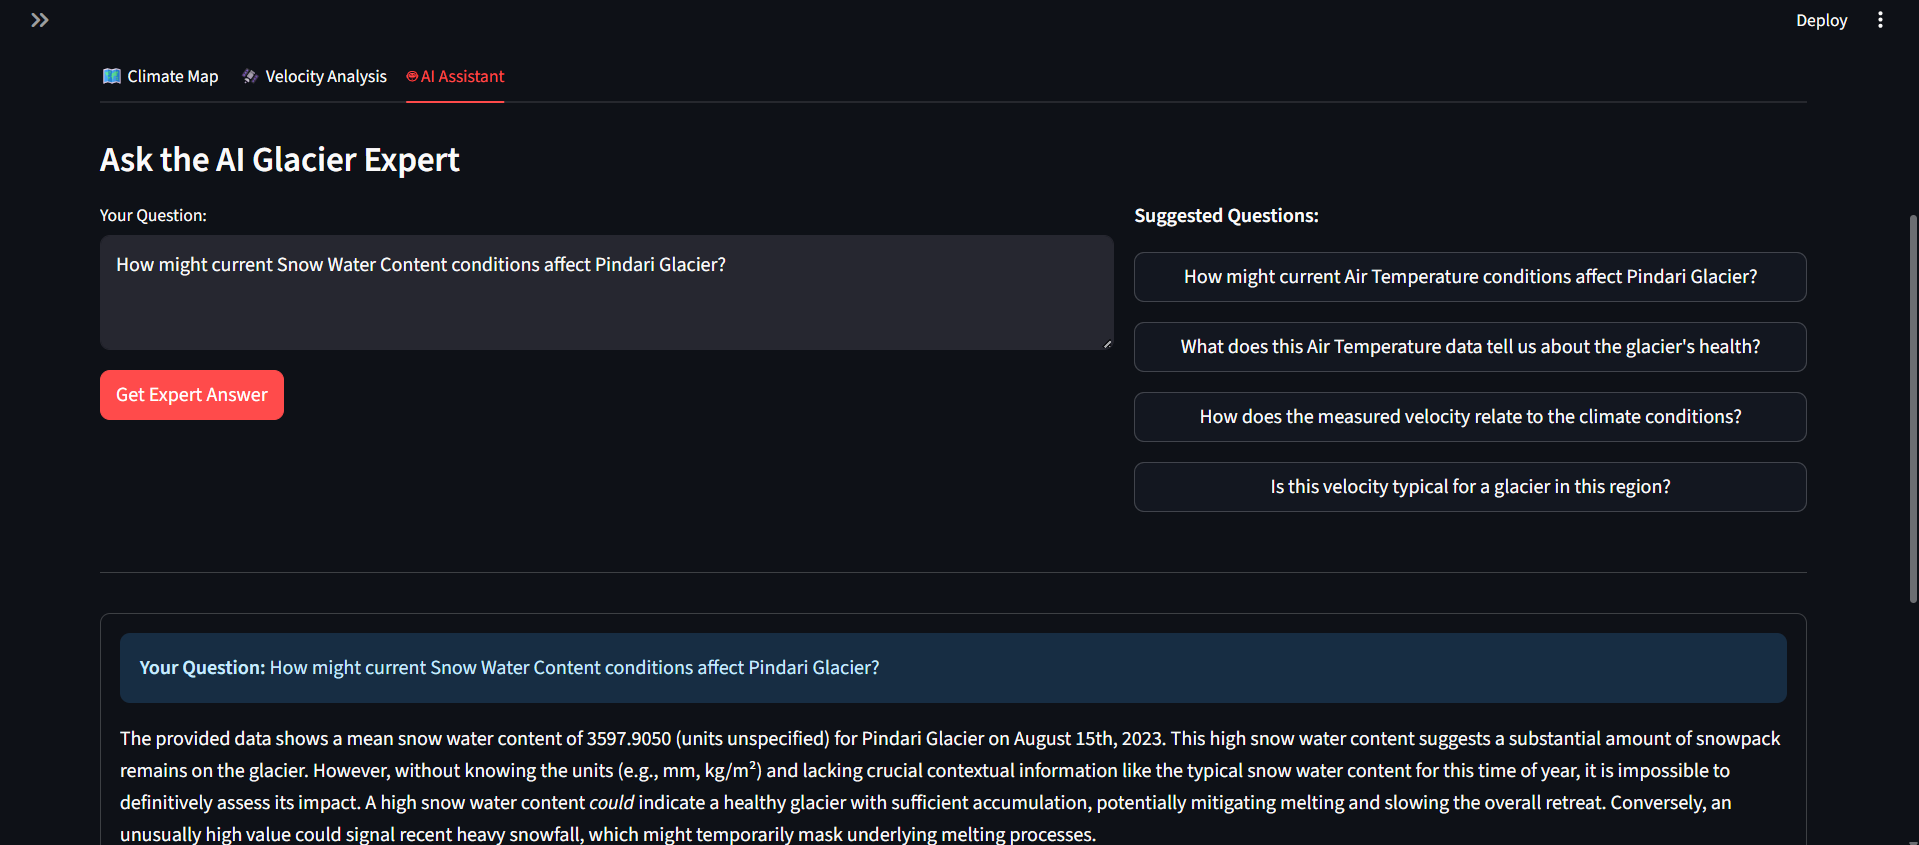 Deploy
Climate Map
Velocity Analysis
AI Assistant
Ask the AI Glacier Expert
Your Question:
How might current Snow Water Content conditions affect Pindari Glacier?
Get Expert Answer
Suggested Questions:
How might current Air Temperature conditions affect Pindari Glacier?
What does this Air Temperature data tell us about the glacier's health?
How does the measured velocity relate to the climate conditions?
Is this velocity typical for a glacier in this region?
Your Question: How might current Snow Water Content conditions affect Pindari Glacier?
The provided data shows a mean snow water content of 3597.9050 (units unspecified) for Pindari Glacier on August 15th, 2023. This high snow water content suggests a substantial amount of snowpack
remains on the glacier. However, without knowing the units (e.g., mm, kg/m²) and lacking crucial contextual information like the typical snow water content for this time of year, it is impossible to
definitively assess its impact. A high snow water content could indicate a healthy glacier with sufficient accumulation, potentially mitigating melting and slowing the overall retreat. Conversely, an
unusually high value could signal recent heavy snowfall, which might temporarily mask underlying melting processes.